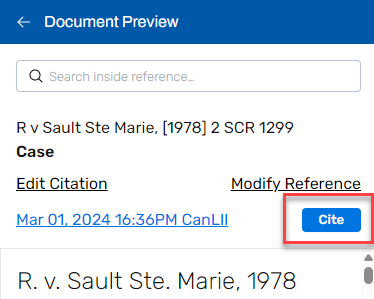 Document Preview
Search inside reference...
R v Sault Ste Marie, [1978] 2 SCR 1299
Case
Edit Citation Modify Reference
Mar 01, 2024 16:36PM CanLII Cite
R. v. Sault Ste. Marie, 1978